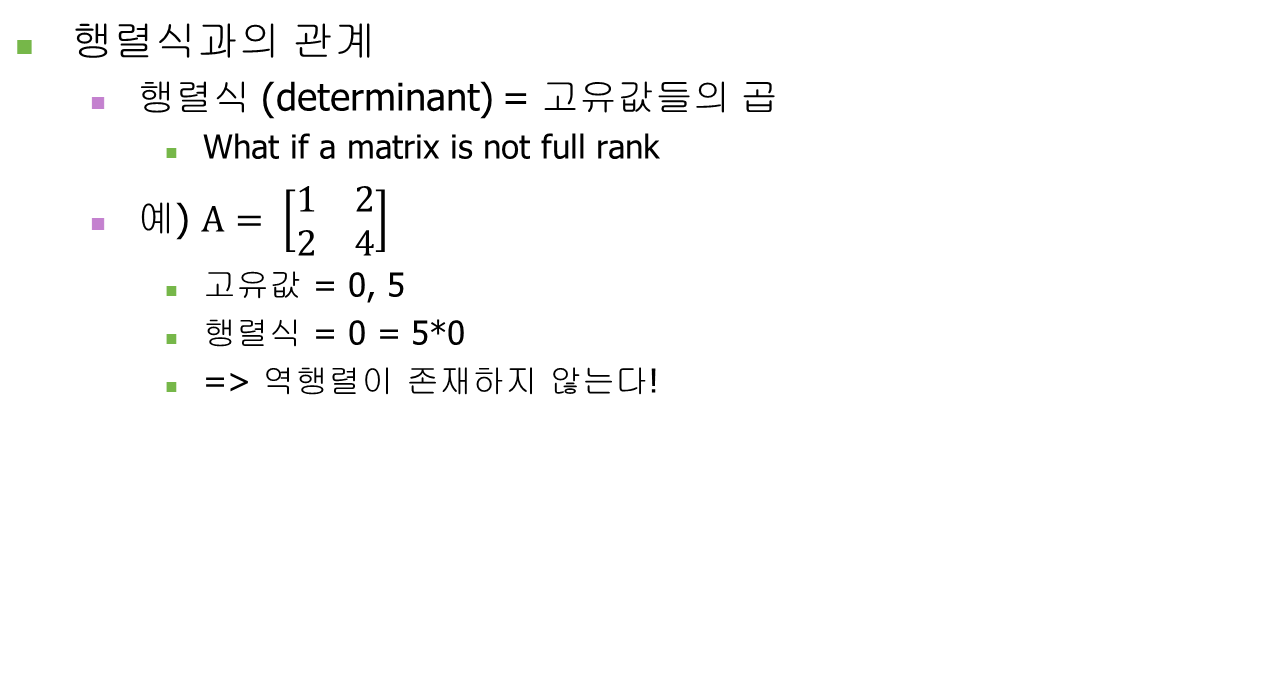 행렬식과의 관계
행렬식 (determinant) = 고유값들의 곱
What if a matrix is not full rank
예) A = [1 2
2 4]
고유값 = 0, 5
행렬식 = 0 = 5*0
=> 역행렬이 존재하지 않는다!